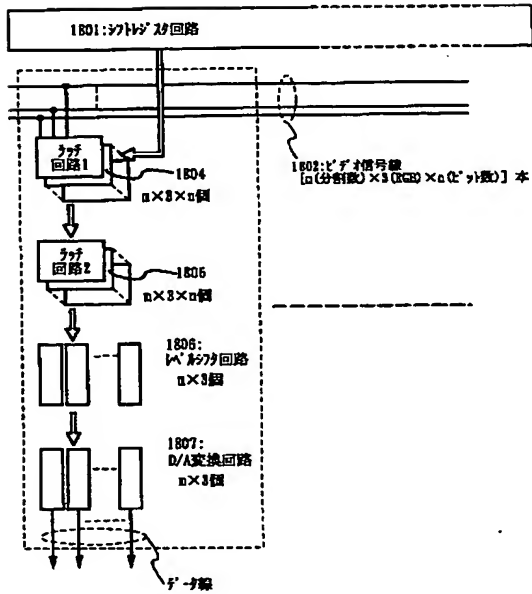 1801:シフトレジスタ回路
ラッチ
回路1
1804
m×3×n個
1802:ビデオ信号線
[m(分割数)×3(RGB)×n(ビット数)] 本
ラッチ
回路2
1805
m×3×n個
1806:
レベルシフタ回路
m×3個
1807:
D/A変換回路
m×3個
データ線